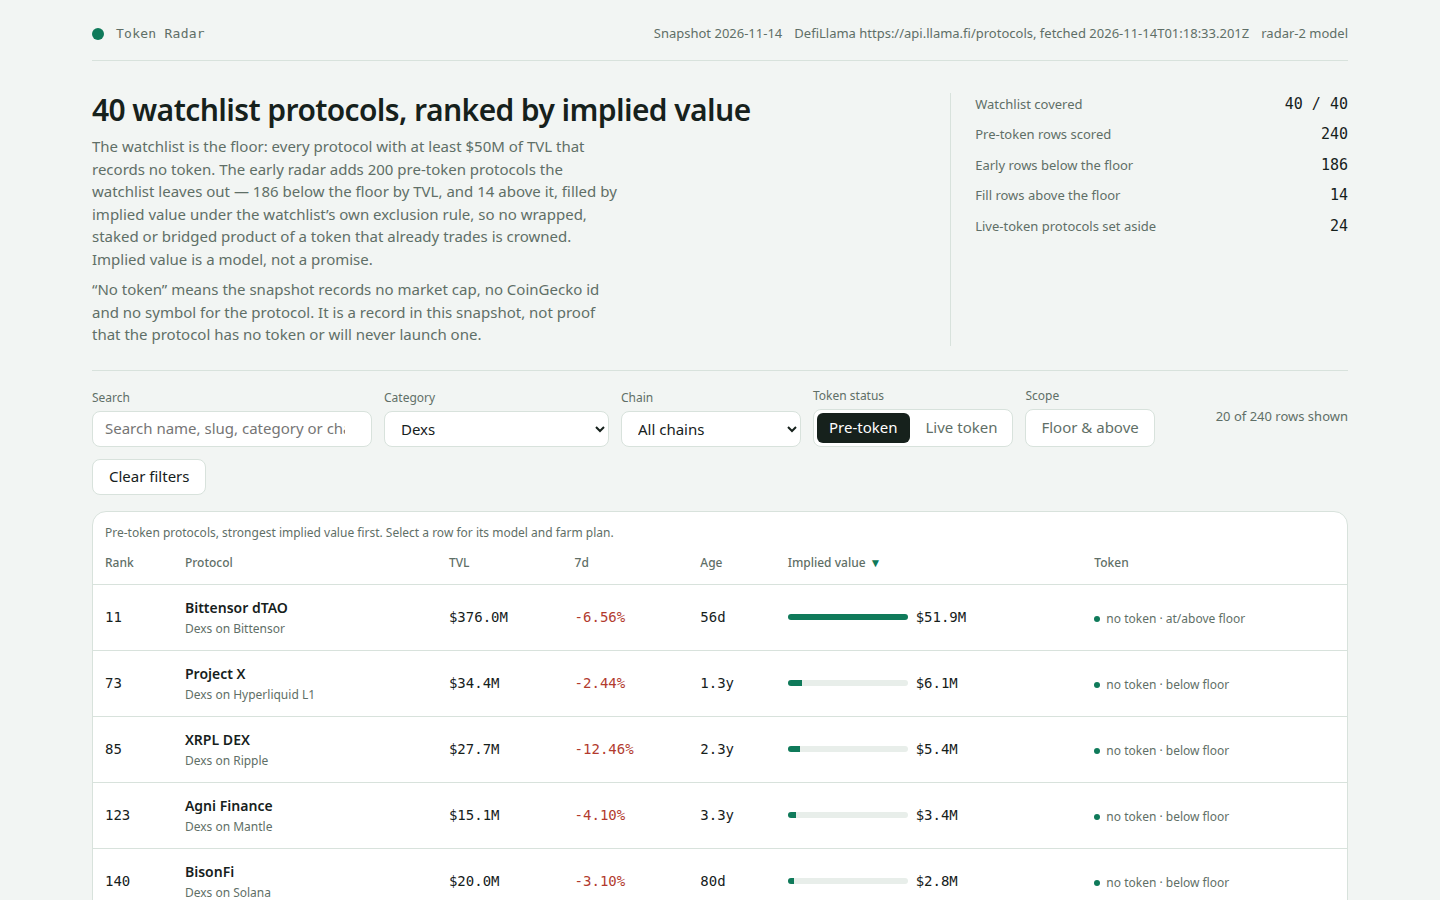 Token Radar
Snapshot 2026-11-14 DefiLlama https://api.llama.fi/protocols, fetched 2026-11-14T01:18:33.201Z radar-2 model
40 watchlist protocols, ranked by implied value
The watchlist is the floor: every protocol with at least $50M of TVL that
records no token. The early radar adds 200 pre-token protocols the
watchlist leaves out — 186 below the floor by TVL, and 14 above it, filled by
implied value under the watchlist’s own exclusion rule, so no wrapped,
staked or bridged product of a token that already trades is crowned.
Implied value is a model, not a promise.
“No token” means the snapshot records no market cap, no CoinGecko id
and no symbol for the protocol. It is a record in this snapshot, not proof
that the protocol has no token or will never launch one.
Watchlist covered 40 / 40
Pre-token rows scored 240
Early rows below the floor 186
Fill rows above the floor 14
Live-token protocols set aside 24
Search Category Chain Token status Scope
Search name, slug, category or cha Dexs All chains Pre-token Live token Floor & above 20 of 240 rows shown
Clear filters
Pre-token protocols, strongest implied value first. Select a row for its model and farm plan.
Rank Protocol TVL 7d Age Implied value ▼ Token
11 Bittensor dTAO $376.0M -6.56% 56d $51.9M no token · at/above floor
Dexs on Bittensor
73 Project X $34.4M -2.44% 1.3y $6.1M no token · below floor
Dexs on Hyperliquid L1
85 XRPL DEX $27.7M -12.46% 2.3y $5.4M no token · below floor
Dexs on Ripple
123 Agni Finance $15.1M -4.10% 3.3y $3.4M no token · below floor
Dexs on Mantle
140 BisonFi $20.0M -3.10% 80d $2.8M no token · below floor
Dexs on Solana